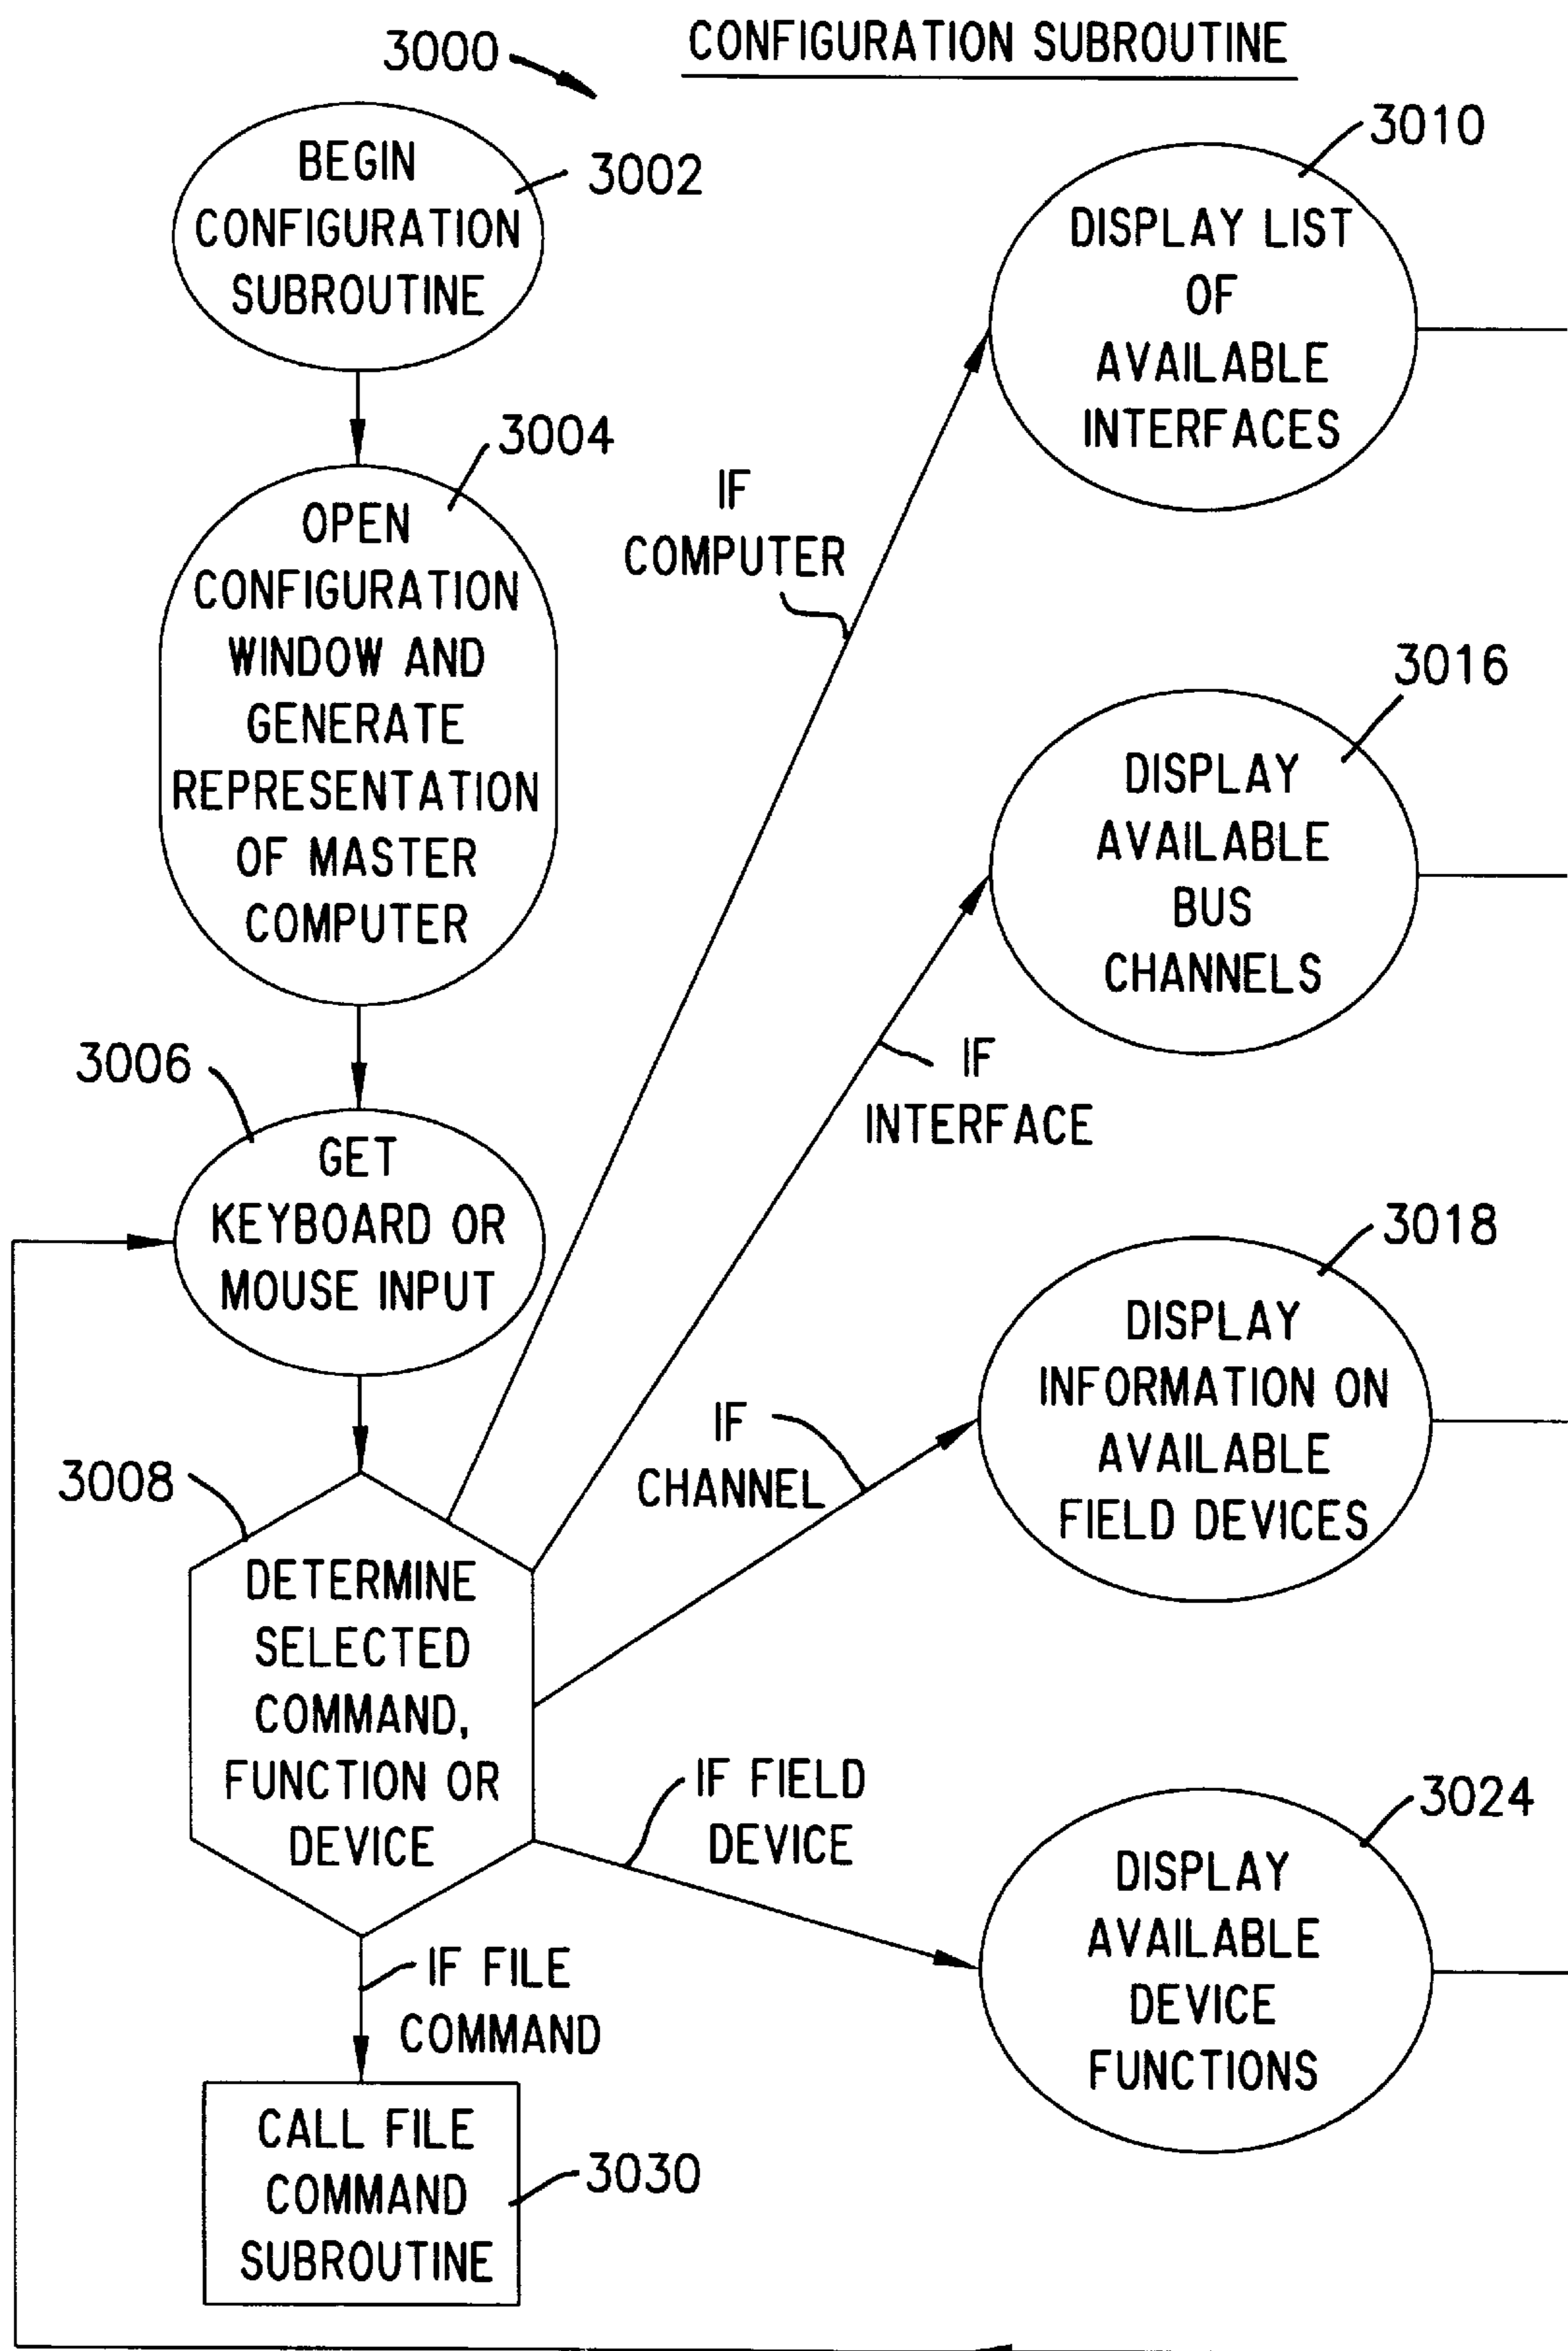 CONFIGURATION SUBROUTINE
3000
BEGIN
CONFIGURATION
SUBROUTINE
3002
3004
OPEN
CONFIGURATION
WINDOW AND
GENERATE
REPRESENTATION
OF MASTER
COMPUTER
3006
GET
KEYBOARD OR
MOUSE INPUT
3008
DETERMINE
SELECTED
COMMAND,
FUNCTION OR
DEVICE
IF FILE
COMMAND
CALL FILE
COMMAND
SUBROUTINE
3030
IF
COMPUTER
3010
DISPLAY LIST
OF
AVAILABLE
INTERFACES
IF
INTERFACE
3016
DISPLAY
AVAILABLE
BUS
CHANNELS
IF
CHANNEL
3018
DISPLAY
INFORMATION ON
AVAILABLE
FIELD DEVICES
IF FIELD
DEVICE
3024
DISPLAY
AVAILABLE
DEVICE
FUNCTIONS